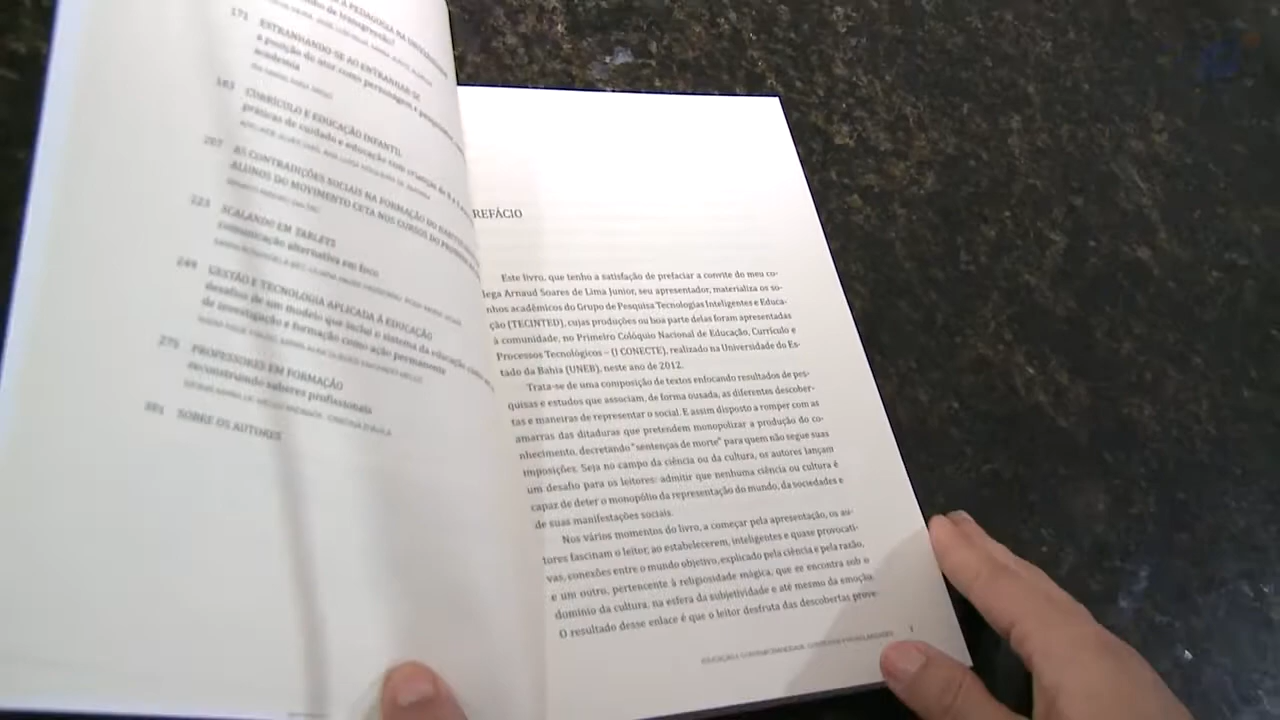 171 ESTRANHANDO-SE AO ENTRANHAR-SE
a posição do ator como personagem e
academia
CURRÍCULO E EDUCAÇÃO INFANTIL
práticas de cuidado e educação com crianças de 0 a
207 AS CONTRADIÇÕES SOCIAIS NA FORMAÇÃO DO
ALUNOS DO MOVIMENTO CETA NOS CURSOS DO
223 SCALANDO EM TABLETS
comunicação alternativa em foco
249 GESTÃO E TECNOLOGIA APLICADA À EDUCAÇÃO
desafios de um modelo que inclui o sistema da educação
de investigação e formação como ação permanente
275 PROFESSORES EM FORMAÇÃO
reconstruindo saberes profissionais
SOBRE OS AUTORES
REFÁCIO
Este livro, que tenho a satisfação de prefaciar a convite do meu co-
lega Arnaud Soares de Lima Junior, seu apresentador, materializa os so-
nhos acadêmicos do Grupo de Pesquisa Tecnologias Inteligentes e Educa-
ção (TECINTED), cujas produções ou boa parte delas foram apresentadas
à comunidade, no Primeiro Colóquio Nacional de Educação, Currículo e
Processos Tecnológicos – (I CONECTE), realizado na Universidade do Es-
tado da Bahia (UNEB), neste ano de 2012.
Trata-se de uma composição de textos enfocando resultados de pes-
quisas e estudos que associam, de forma ousada, as diferentes descober-
tas e maneiras de representar o social. E assim disposto a romper com as
amarras das ditaduras que pretendem monopolizar a produção do co-
nhecimento, decretando "sentenças de morte" para quem não segue suas
imposições. Seja no campo da ciência ou da cultura, os autores lançam
um desafio para os leitores: admitir que nenhuma ciência ou cultura é
capaz de deter o monopólio da representação do mundo, da sociedades e
de suas manifestações sociais.
Nos vários momentos do livro, a começar pela apresentação, os au-
tores fascinam o leitor, ao estabelecerem, inteligentes e quase provocati-
vas, conexões entre o mundo objetivo, explicado pela ciência e pela razão,
e um outro, pertencente à religiosidade mágica, que se encontra sob o
domínio da cultura, na esfera da subjetividade e até mesmo da emoção.
O resultado desse enlace é que o leitor desfruta das descobertas prove-